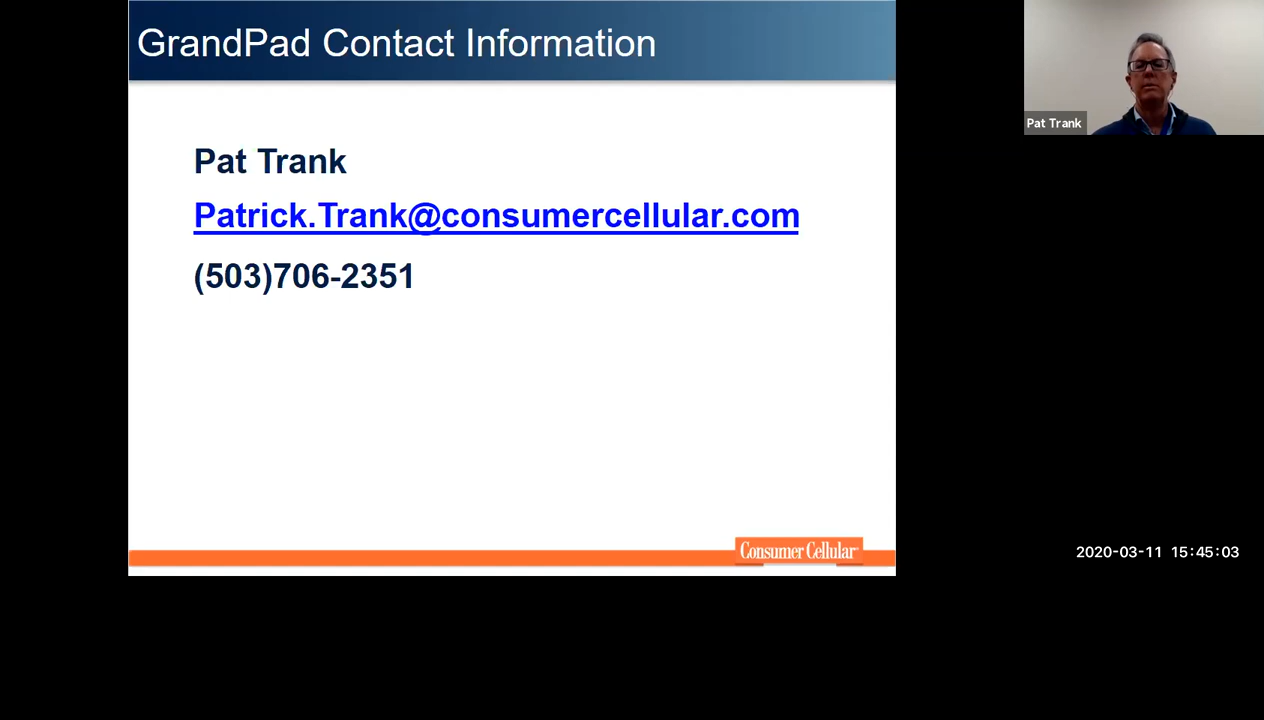 GrandPad Contact Information
Pat Trank
Pat Trank
Patrick.Trank@consumercellular.com
(503)706-2351
Consumer Cellular
2020-03-11 15:45:03